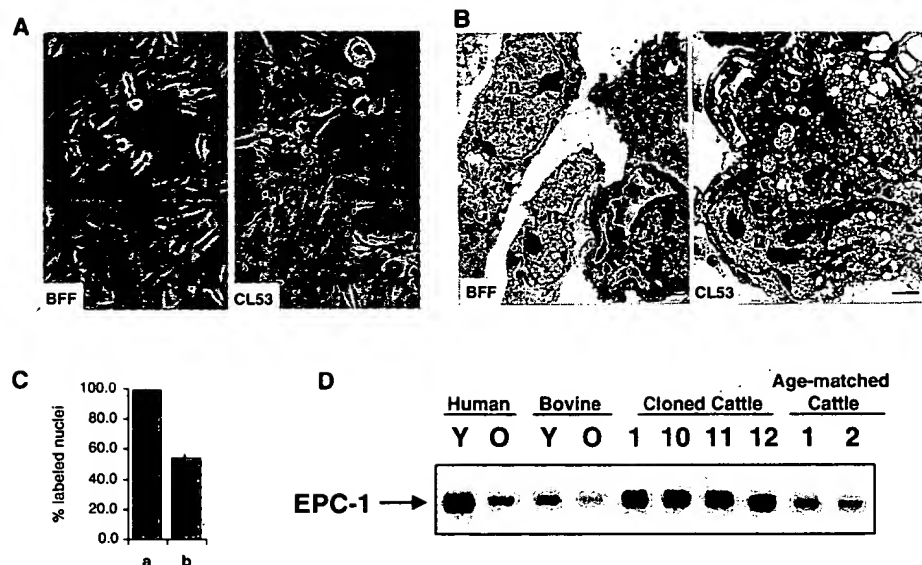 A
BFF
CL53
B
n
n
BFF
CL53
C
% labeled nuclei
100.0
80.0
60.0
40.0
20.0
0.0
a
b
D
Human
Bovine
Cloned Cattle
Age-matched
Cattle
Y O Y O 1 10 11 12 1 2
EPC-1